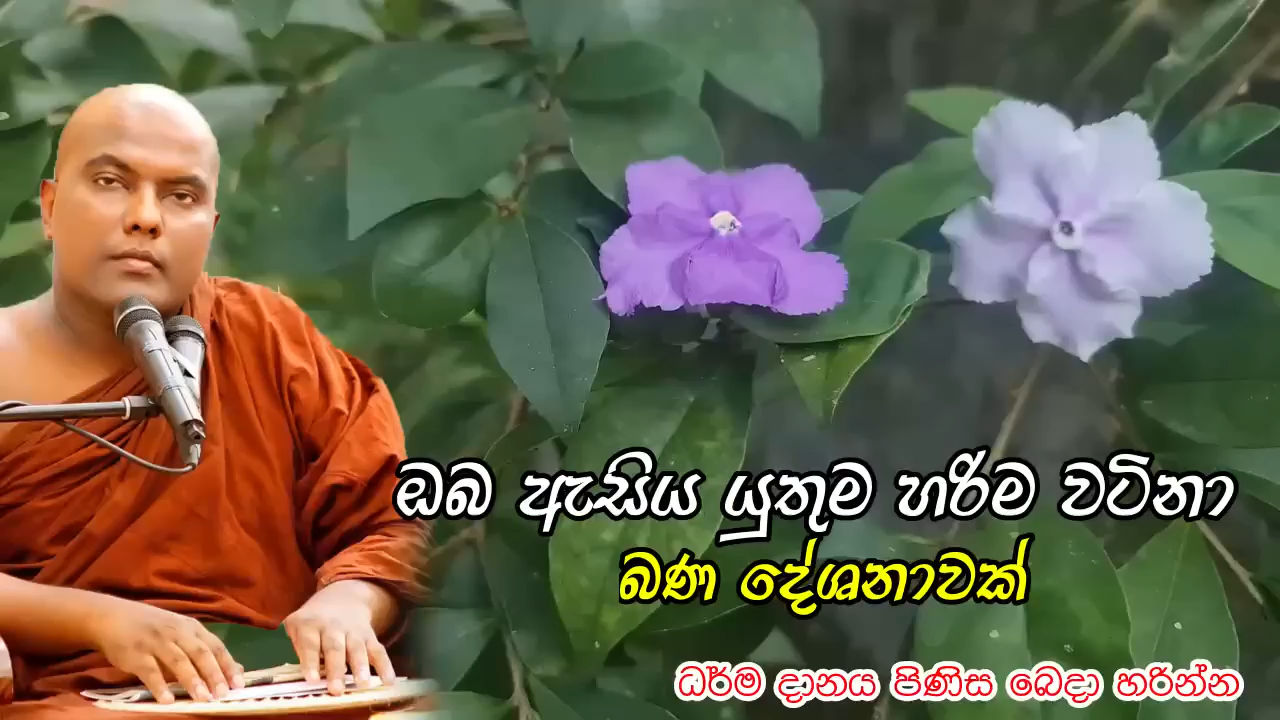 ඔබ ඇසිය යුතුම හරිම වටිනා
බණ දේශනාවක්
ධර්ම දානය පිණිස බෙදා හරින්න